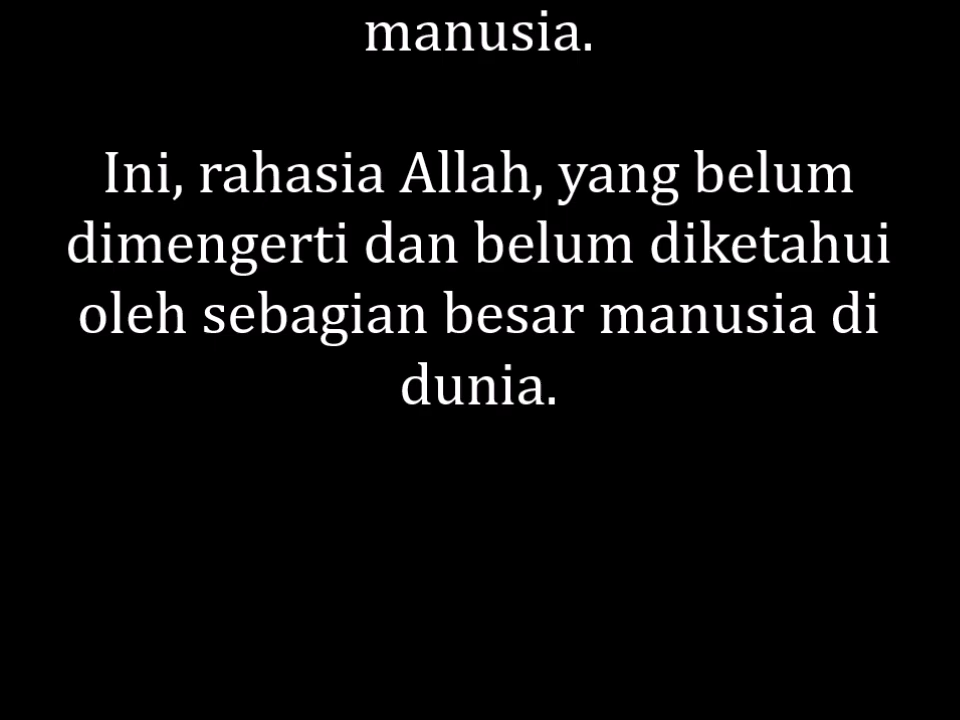 manusia.
Ini, rahasia Allah, yang belum
dimengerti dan belum diketahui
oleh sebagian besar manusia di
dunia.